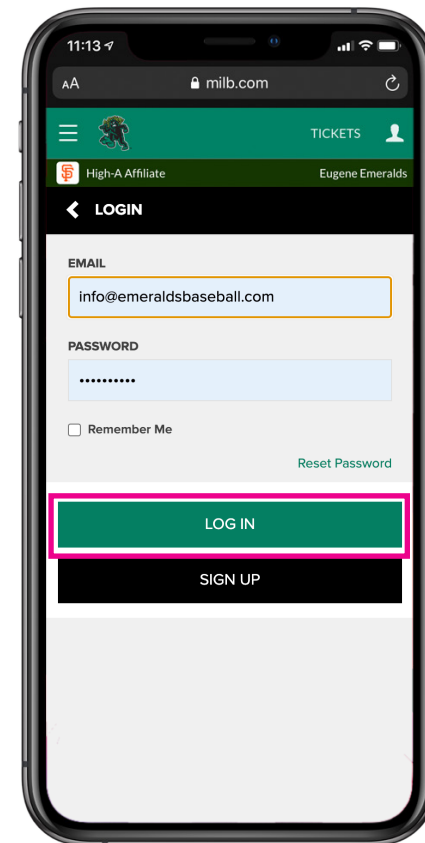 11:13
AA milb.com
TICKETS
High-A Affiliate Eugene Emeralds
LOGIN
EMAIL
info@emeraldsbaseball.com
PASSWORD
••••••••••
Remember Me
Reset Password
LOG IN
SIGN UP